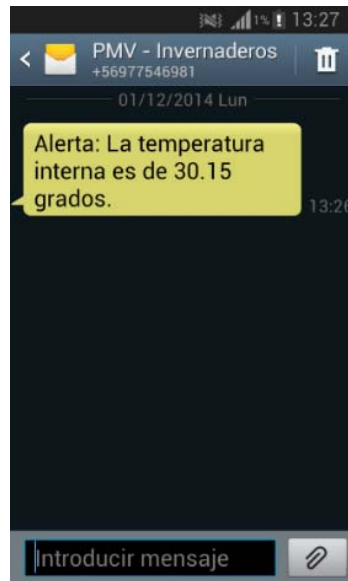 1% 13:27
PMV - Invernaderos
+56977546981
01/12/2014 Lun
Alerta: La temperatura
interna es de 30.15
grados.
13:26
Introducir mensaje